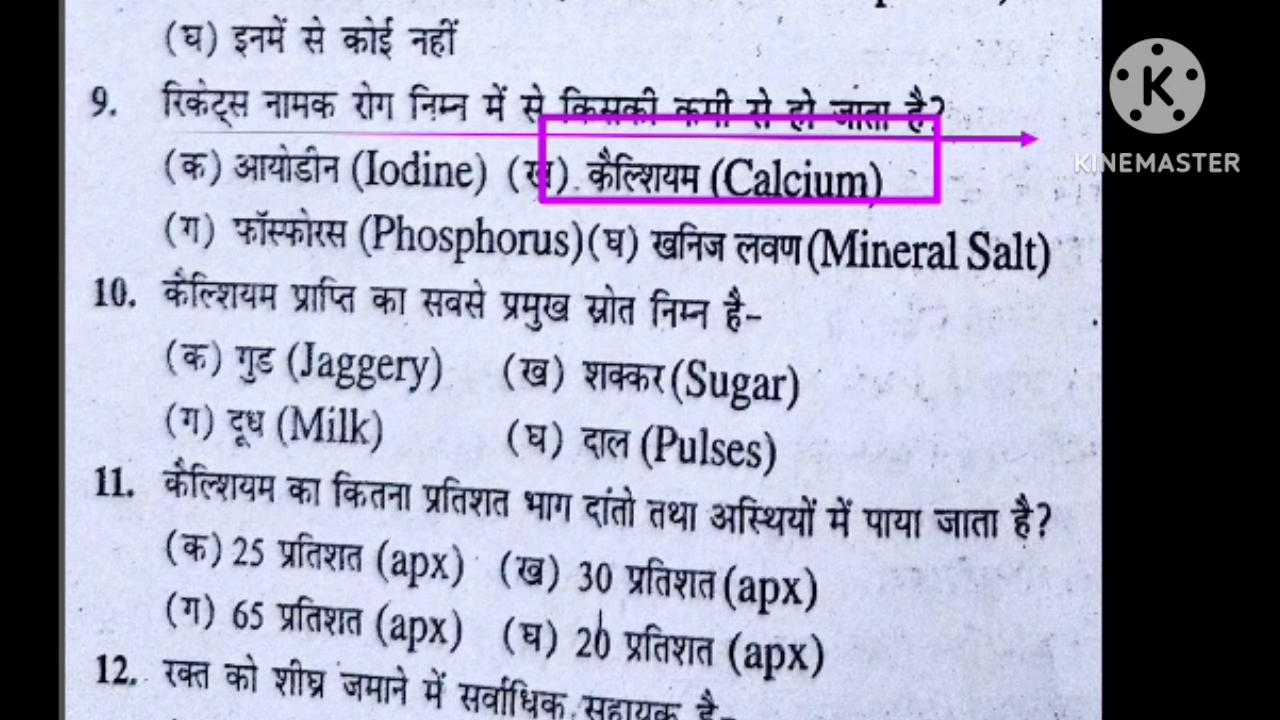 (घ) इनमें से कोई नहीं
9. रिकेट्स नामक रोग निम्न में से किसकी कमी से हो जाता है?
(क) आयोडीन (Iodine) (ख) कैल्शियम (Calcium)
(ग) फॉस्फोरस (Phosphorus) (घ) खनिज लवण (Mineral Salt)
10. कैल्शियम प्राप्ति का सबसे प्रमुख स्रोत निम्न है-
(क) गुड (Jaggery) (ख) शक्कर (Sugar)
(ग) दूध (Milk) (घ) दाल (Pulses)
11. कैल्शियम का कितना प्रतिशत भाग दांतो तथा अस्थियों में पाया जाता है?
(क) 25 प्रतिशत (apx) (ख) 30 प्रतिशत (apx)
(ग) 65 प्रतिशत (apx) (घ) 20 प्रतिशत (apx)
12. रक्त को शीघ्र जमाने में सर्वाधिक सहायक है-
KINEMASTER